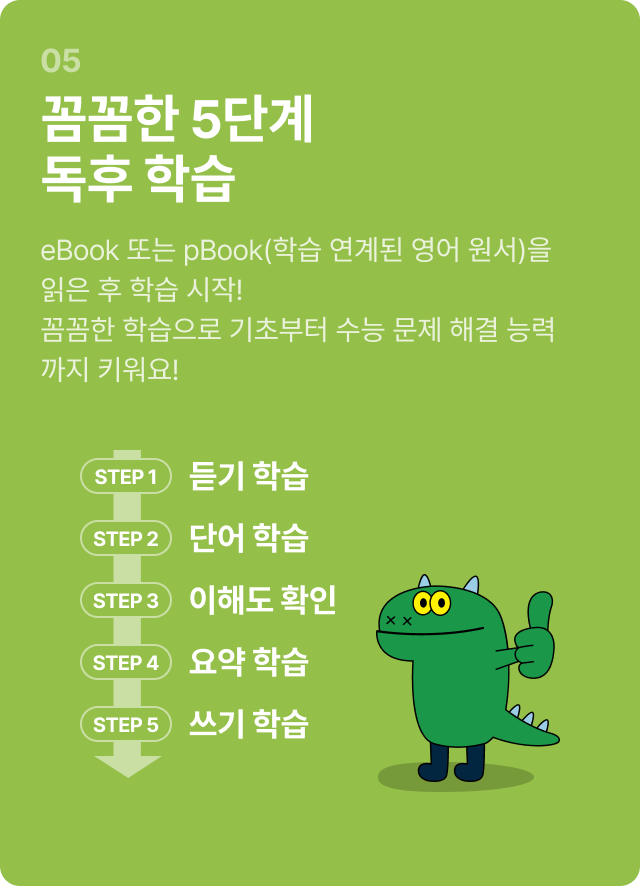 05
꼼꼼한 5단계
독후 학습
eBook 또는 pBook(학습 연계된 영어 원서)을
읽은 후 학습 시작!
꼼꼼한 학습으로 기초부터 수능 문제 해결 능력
까지 키워요!
STEP 1 듣기 학습
STEP 2 단어 학습
STEP 3 이해도 확인
STEP 4 요약 학습
STEP 5 쓰기 학습